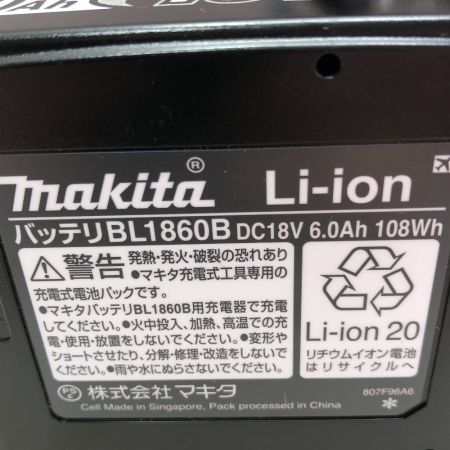 makita® Li-ion
バッテリBL1860B DC18V 6.0Ah 108Wh
警告 発熱・発火・破裂の恐れあり
●マキタ充電式工具専用の
充電式電池パックです。
●マキタバッテリBL1860B用充電器で充電
してください。●火中投入、加熱、高温での充
電・使用・放置をしないでください。●変形や
ショートさせたり、分解・修理・改造をしないで
ください。●雨や水にぬらさないでください。
Li-ion 20
リチウムイオン電池
はリサイクルへ
PSE 株式会社 マキタ
807F96A6
Cell Made in Singapore, Pack processed in China